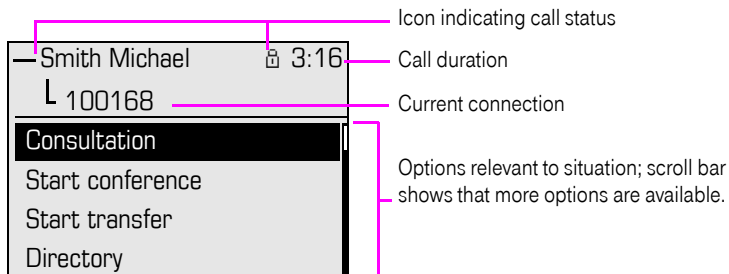 Icon indicating call status
Smith Michael 3:16
Call duration
100168
Current connection
Consultation
Start conference
Start transfer
Directory
Options relevant to situation; scroll bar
shows that more options are available.